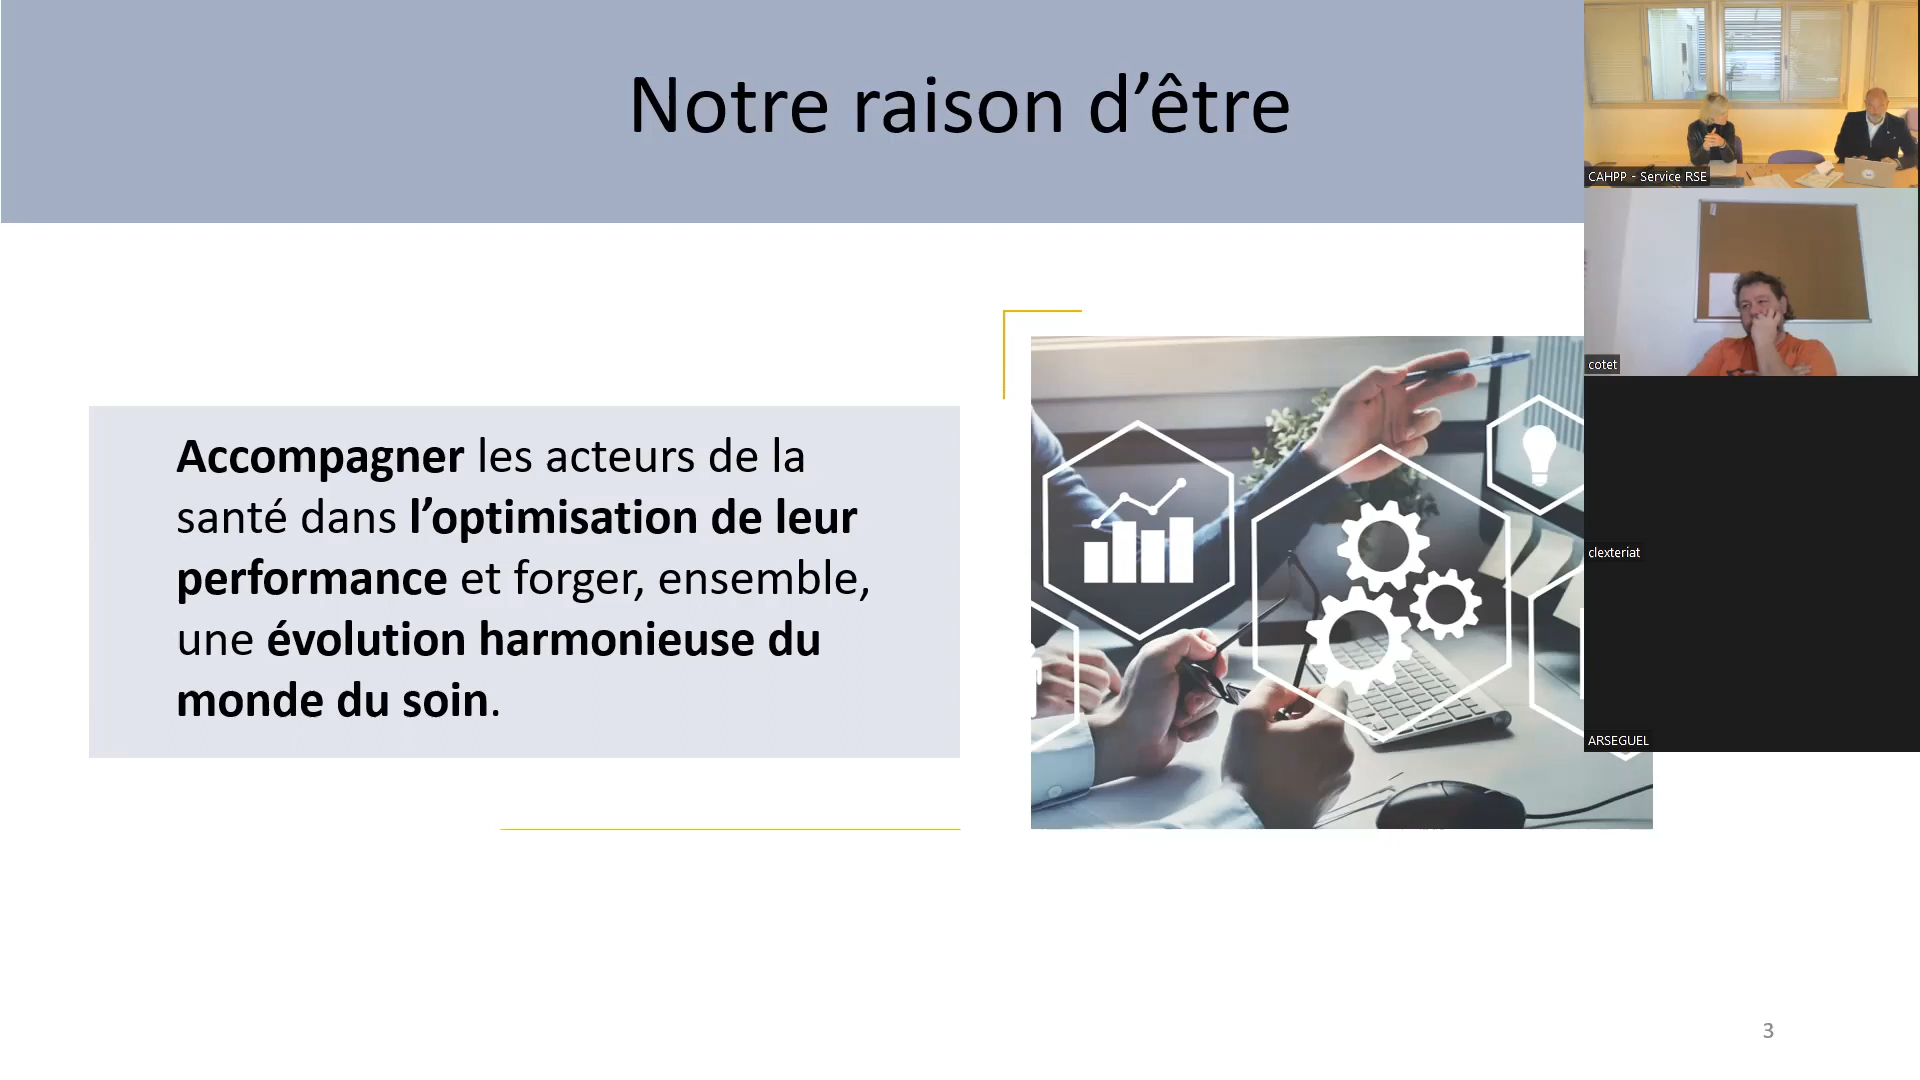 Notre raison d’être
Accompagner les acteurs de la
santé dans l’optimisation de leur
performance et forger, ensemble,
une évolution harmonieuse du
monde du soin.
CAHPP - Service RSE
cotet
clexteriat
ARSEGUEL
3